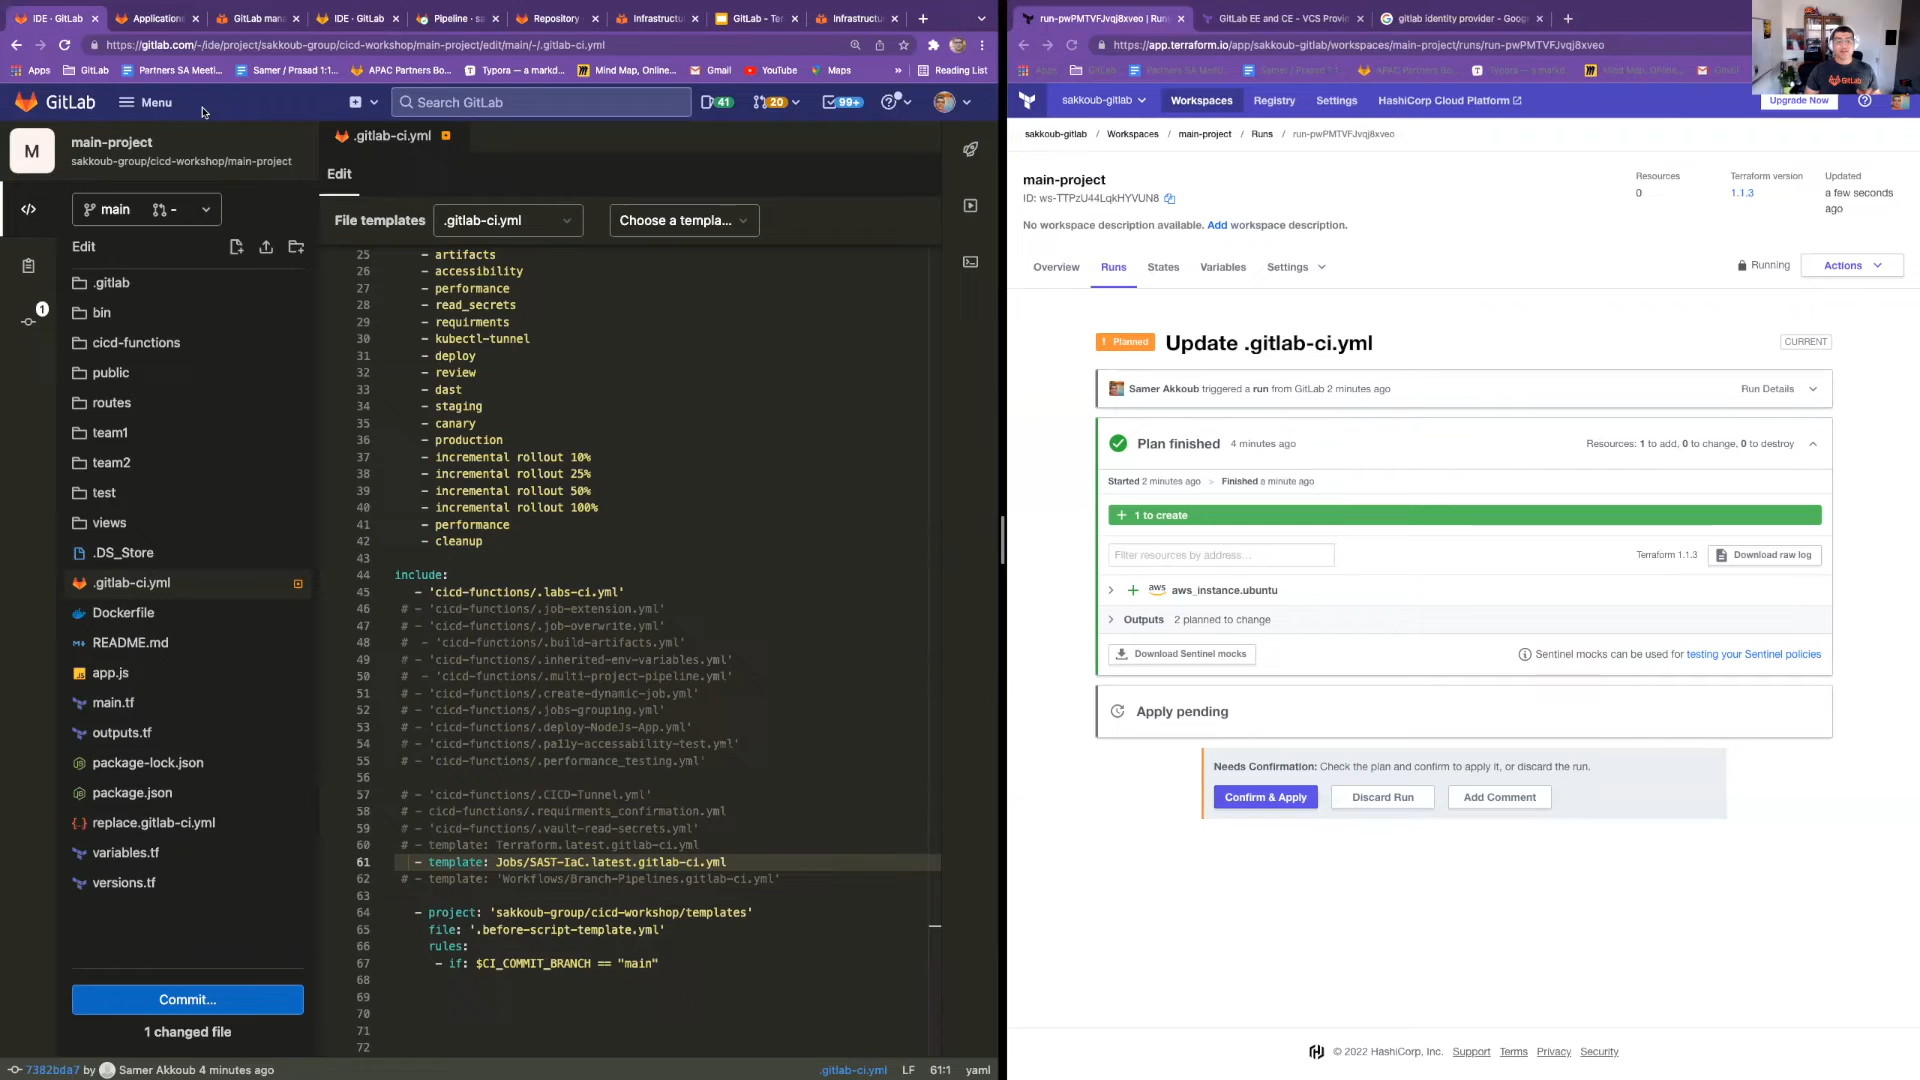 IDE · GitLab
Applications
GitLab man
IDE · GitLab
Pipeline · sa
Repository
Infrastructu
GitLab - Ter
Infrastructu
https://gitlab.com/-/ide/project/sakkoub-group/cicd-workshop/main-project/edit/main/-/.gitlab-ci.yml
Apps
GitLab
Partners SA Meeti...
Samer / Prasad 1:1...
APAC Partners Bo...
Typora — a markd...
Mind Map, Online...
Gmail
YouTube
Maps
»
Reading List
GitLab
Menu
Search GitLab
41
20
99+
M
main-project
sakkoub-group/cicd-workshop/main-project
main
-
Edit
1
.gitlab
bin
cicd-functions
public
routes
team1
team2
test
views
.DS_Store
.gitlab-ci.yml
Dockerfile
README.md
app.js
main.tf
outputs.tf
package-lock.json
package.json
replace.gitlab-ci.yml
variables.tf
versions.tf
Commit...
1 changed file
.gitlab-ci.yml
Edit
File templates
.gitlab-ci.yml
Choose a templa...
25 - artifacts
26 - accessibility
27 - performance
28 - read_secrets
29 - requirments
30 - kubectl-tunnel
31 - deploy
32 - review
33 - dast
34 - staging
35 - canary
36 - production
37 - incremental rollout 10%
38 - incremental rollout 25%
39 - incremental rollout 50%
40 - incremental rollout 100%
41 - performance
42 - cleanup
43
44 include:
45 - 'cicd-functions/.labs-ci.yml'
46 # - 'cicd-functions/.job-extension.yml'
47 # - 'cicd-functions/.job-overwrite.yml'
48 # - 'cicd-functions/.build-artifacts.yml'
49 # - 'cicd-functions/.inherited-env-variables.yml'
50 # - 'cicd-functions/.multi-project-pipeline.yml'
51 # - 'cicd-functions/.create-dynamic-job.yml'
52 # - 'cicd-functions/.jobs-grouping.yml'
53 # - 'cicd-functions/.deploy-NodeJs-App.yml'
54 # - 'cicd-functions/.pa11y-accessability-test.yml'
55 # - 'cicd-functions/.performance_testing.yml'
56
57 # - 'cicd-functions/.CICD-Tunnel.yml'
58 # - cicd-functions/.requirments_confirmation.yml
59 # - 'cicd-functions/.vault-read-secrets.yml'
60 # - template: Terraform.latest.gitlab-ci.yml
61 - template: Jobs/SAST-IaC.latest.gitlab-ci.yml
62 # - template: 'Workflows/Branch-Pipelines.gitlab-ci.yml'
63
64 - project: 'sakkoub-group/cicd-workshop/templates'
65 file: '.before-script-template.yml'
66 rules:
67 - if: $CI_COMMIT_BRANCH == "main"
68
69
70
71
72
7382bda7 by Samer Akkoub 4 minutes ago
.gitlab-ci.yml
LF
61:1
yaml
run-pwPMTVFJvqj8xveo | Run
GitLab EE and CE - VCS Provi
gitlab identity provider - Goog
https://app.terraform.io/app/sakkoub-gitlab/workspaces/main-project/runs/run-pwPMTVFJvqj8xveo
Apps
GitLab
Partners SA Meeti...
Samer / Prasad 1:1...
APAC Partners Bo...
Typora — a markd...
Mind Map, Online...
Gmail
GitLab
sakkoub-gitlab
Workspaces
Registry
Settings
HashiCorp Cloud Platform
Upgrade Now
sakkoub-gitlab / Workspaces / main-project / Runs / run-pwPMTVFJvqj8xveo
main-project
ID: ws-TTPzU44LqkHYVUN8
No workspace description available. Add workspace description.
Resources
0
Terraform version
1.1.3
Updated
a few seconds
ago
Overview
Runs
States
Variables
Settings
Running
Actions
! Planned
Update .gitlab-ci.yml
CURRENT
Samer Akkoub triggered a run from GitLab 2 minutes ago
Run Details
Plan finished 4 minutes ago
Resources: 1 to add, 0 to change, 0 to destroy
Started 2 minutes ago > Finished a minute ago
+ 1 to create
Filter resources by address...
Terraform 1.1.3
Download raw log
+ aws aws_instance.ubuntu
Outputs 2 planned to change
Download Sentinel mocks
Sentinel mocks can be used for testing your Sentinel policies
Apply pending
Needs Confirmation: Check the plan and confirm to apply it, or discard the run.
Confirm & Apply
Discard Run
Add Comment
© 2022 HashiCorp, Inc.
Support
Terms
Privacy
Security